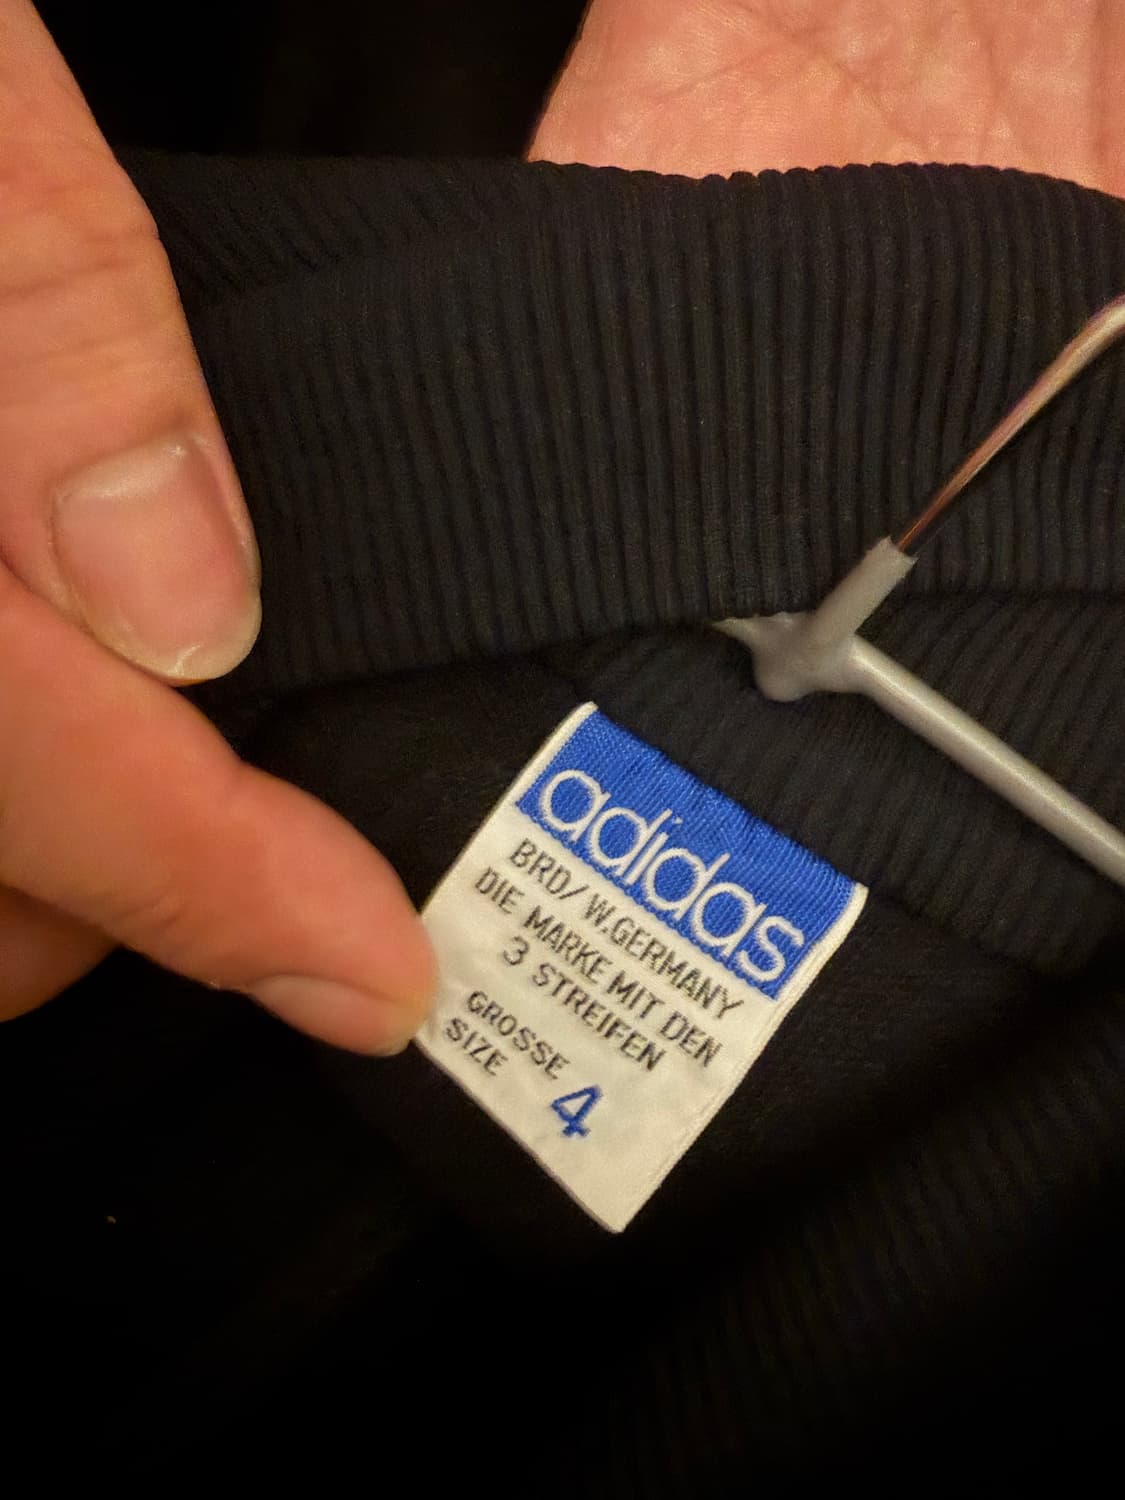 adidas
BRD/ W.GERMANY
DIE MARKE MIT DEN
3 STREIFEN
GROSSE
SIZE 4